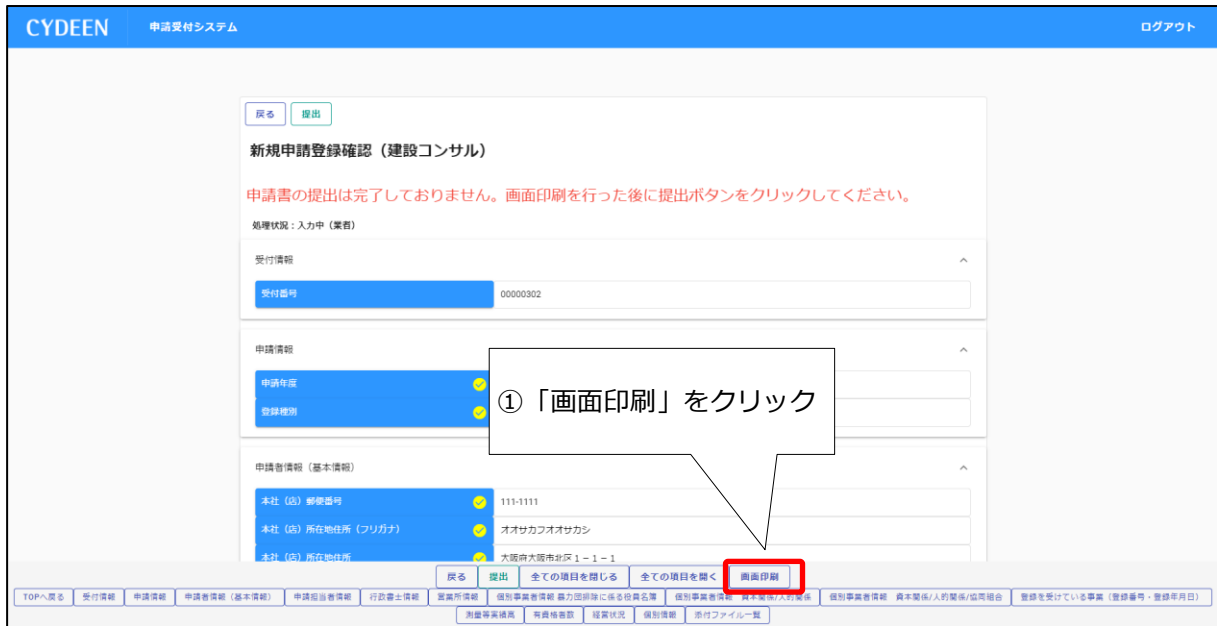 CYDEEN 申請受付システム ログアウト
戻る 提出
新規申請登録確認（建設コンサル）
申請書の提出は完了しておりません。画面印刷を行った後に提出ボタンをクリックしてください。
処理状況：入力中（業者）
受付情報
受付番号 00000302
申請情報
申請年度
登録種別
①「画面印刷」をクリック
申請者情報（基本情報）
本社（店）郵便番号 111-1111
本社（店）所在地住所（フリガナ） オオサカフオオサカシ
本社（店）所在地住所 大阪府大阪市北区１－１－１
戻る 提出 全ての項目を閉じる 全ての項目を開く 画面印刷
TOPへ戻る 受付情報 申請情報 申請者情報（基本情報） 申請担当者情報 行政書士情報 営業所情報 個別事業者情報 暴力団排除に係る役員名簿 個別事業者情報 資本関係/人的関係 個別事業者情報 資本関係/人的関係/協同組合 登録を受けている事業（登録番号・登録年月日）
測量等実績高 有資格者数 経営状況 個別情報 添付ファイル一覧